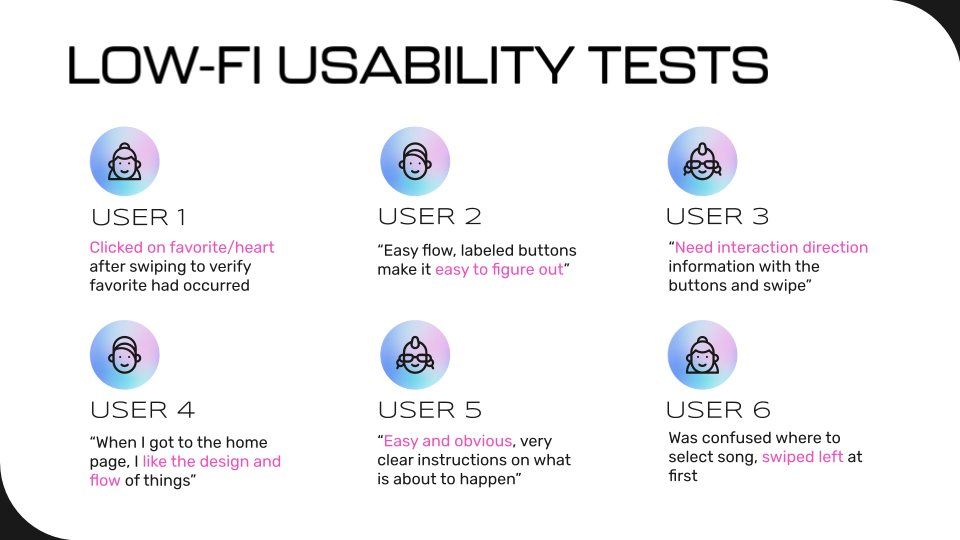 LOW-FI USABILITY TESTS
USER 1
Clicked on favorite/heart
after swiping to verify
favorite had occurred
USER 2
“Easy flow, labeled buttons
make it easy to figure out”
USER 3
“Need interaction direction
information with the
buttons and swipe”
USER 4
“When I got to the home
page, I like the design and
flow of things”
USER 5
“Easy and obvious, very
clear instructions on what
is about to happen”
USER 6
Was confused where to
select song, swiped left at
first